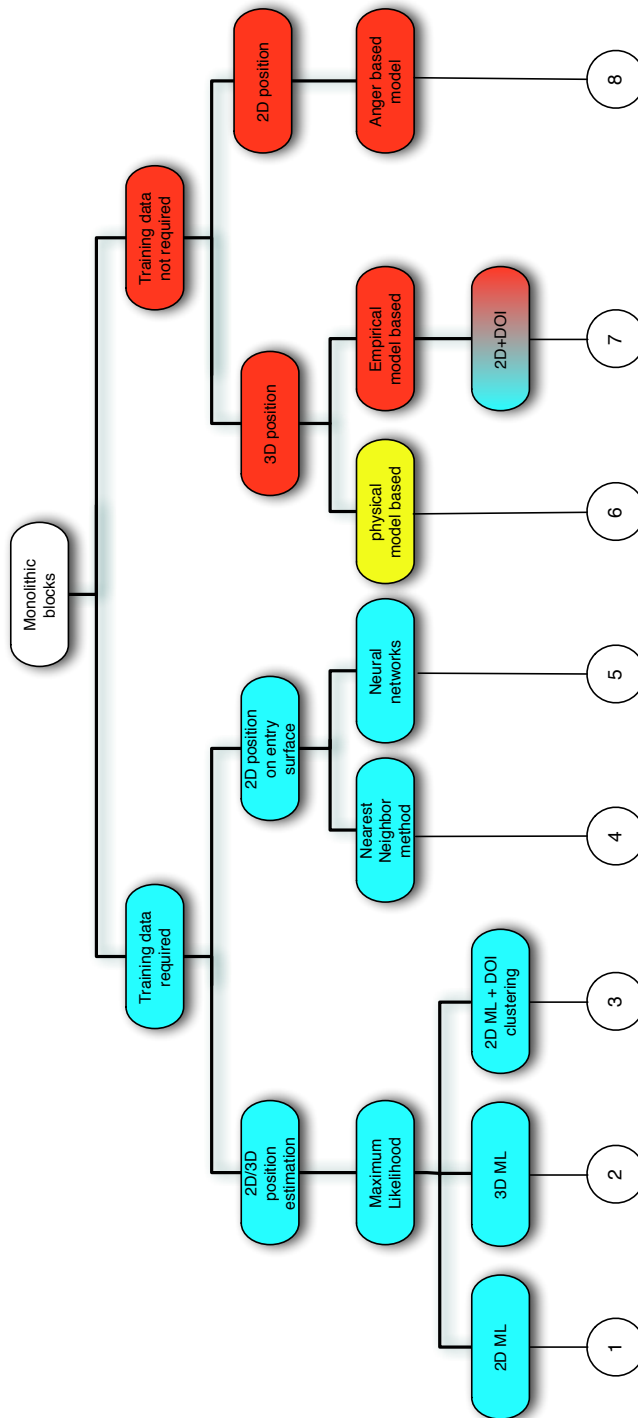 Monolithic
blocks
Training data
required
Training data
not required
2D/3D
position
estimation
2D position
on entry
surface
3D position
2D position
Maximum
Likelihood
Nearest
Neighbor
method
Neural
networks
physical
model based
Empirical
model based
Anger based
model
2D ML
3D ML
2D ML + DOI
clustering
2D+DOI
1
2
3
4
5
6
7
8